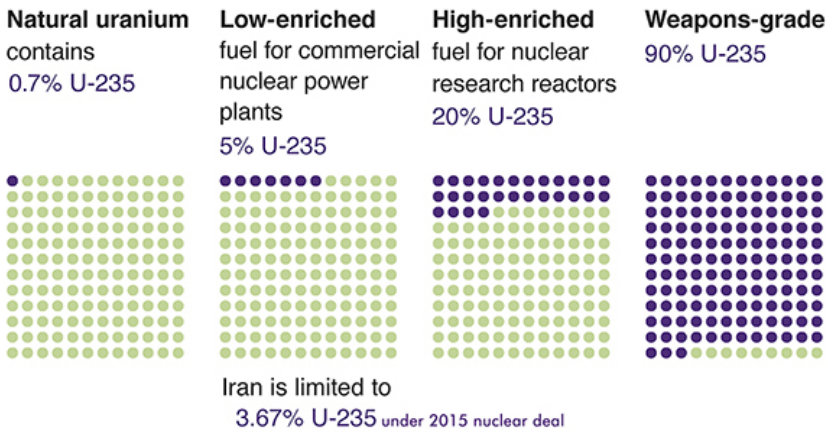 Natural uranium
contains
0.7% U-235
Low-enriched
fuel for commercial
nuclear power
plants
5% U-235
High-enriched
fuel for nuclear
research reactors
20% U-235
Weapons-grade
90% U-235
Iran is limited to
3.67% U-235 under 2015 nuclear deal